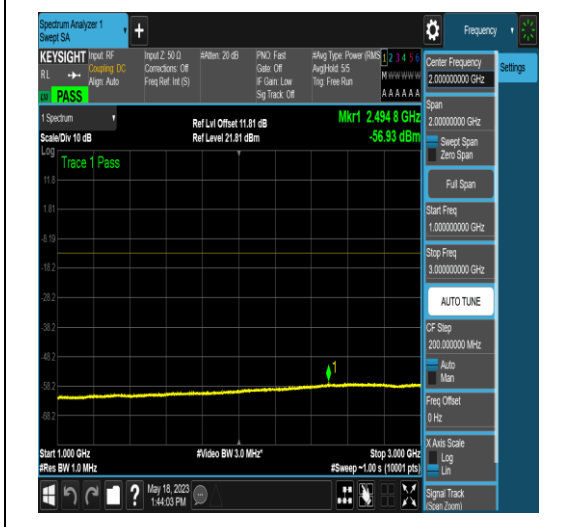 Spectrum Analyzer 1
Swept SA
Frequency
KEYSIGHT
Input: RF
Coupling: DC
Align: Auto
Input Z: 50 Ω
Corrections: Off
Freq Ref: Int (S)
#Atten: 20 dB
PNO: Fast
Gate: Off
IF Gain: Low
Sig Track: Off
#Avg Type: Power (RMS
Avg|Hold: 5/5
Trig: Free Run
1 2 3 4 5 6
M W W W W W
A A A A A A
RL
PASS
1 Spectrum
Scale/Div 10 dB
Ref Lvl Offset 11.81 dB
Ref Level 21.81 dBm
Mkr1 2.494 8 GHz
-56.93 dBm
Log
Trace 1 Pass
11.8
1.81
-8.19
-18.2
-28.2
-38.2
-48.2
-58.2
-68.2
1
Start 1.000 GHz
#Res BW 1.0 MHz
#Video BW 3.0 MHz*
Stop 3.000 GHz
#Sweep ~1.00 s (10001 pts)
May 18, 2023
1:44:03 PM
?
Center Frequency
2.000000000 GHz
Settings
Span
2.00000000 GHz
Swept Span
Zero Span
Full Span
Start Freq
1.000000000 GHz
Stop Freq
3.000000000 GHz
AUTO TUNE
CF Step
200.000000 MHz
Auto
Man
Freq Offset
0 Hz
X Axis Scale
Log
Lin
Signal Track
(Span Zoom)